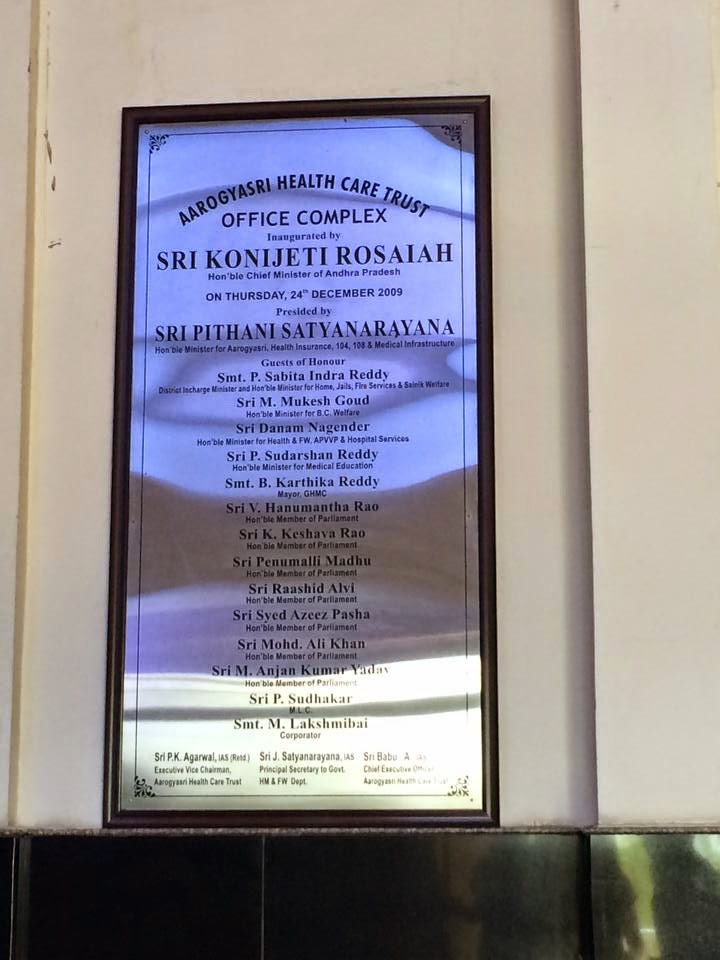 AAROGYASRI HEALTH CARE TRUST
OFFICE COMPLEX
Inaugurated by
SRI KONIJETI ROSAIAH
Hon'ble Chief Minister of Andhra Pradesh
ON THURSDAY, 24th DECEMBER 2009
Presided by
SRI PITHANI SATYANARAYANA
Hon'ble Minister for Aarogyasri, Health Insurance, 104, 108 & Medical Infrastructure
Guests of Honour
Smt. P. Sabita Indra Reddy
District Incharge Minister and Hon'ble Minister for Home, Jails, Fire Services & Sainik Welfare
Sri M. Mukesh Goud
Hon'ble Minister for B.C. Welfare
Sri Danam Nagender
Hon'ble Minister for Health & FW, APVVP & Hospital Services
Sri P. Sudarshan Reddy
Hon'ble Minister for Medical Education
Smt. B. Karthika Reddy
Mayor, GHMC
Sri V. Hanumantha Rao
Hon'ble Member of Parliament
Sri K. Keshava Rao
Hon'ble Member of Parliament
Sri Penumalli Madhu
Hon'ble Member of Parliament
Sri Raashid Alvi
Hon'ble Member of Parliament
Sri Syed Azeez Pasha
Hon'ble Member of Parliament
Sri Mohd. Ali Khan
Hon'ble Member of Parliament
Sri M. Anjan Kumar Yadav
Hon'ble Member of Parliament
Sri P. Sudhakar
M.L.C.
Smt. M. Lakshmibai
Corporator
Sri P.K. Agarwal, IAS (Retd.)
Executive Vice Chairman,
Aarogyasri Health Care Trust
Sri J. Satyanarayana, IAS
Principal Secretary to Govt.
HM & FW Dept.
Sri Babu . A IAS
Chief Executive Officer
Aarogyasri Health Care Trust